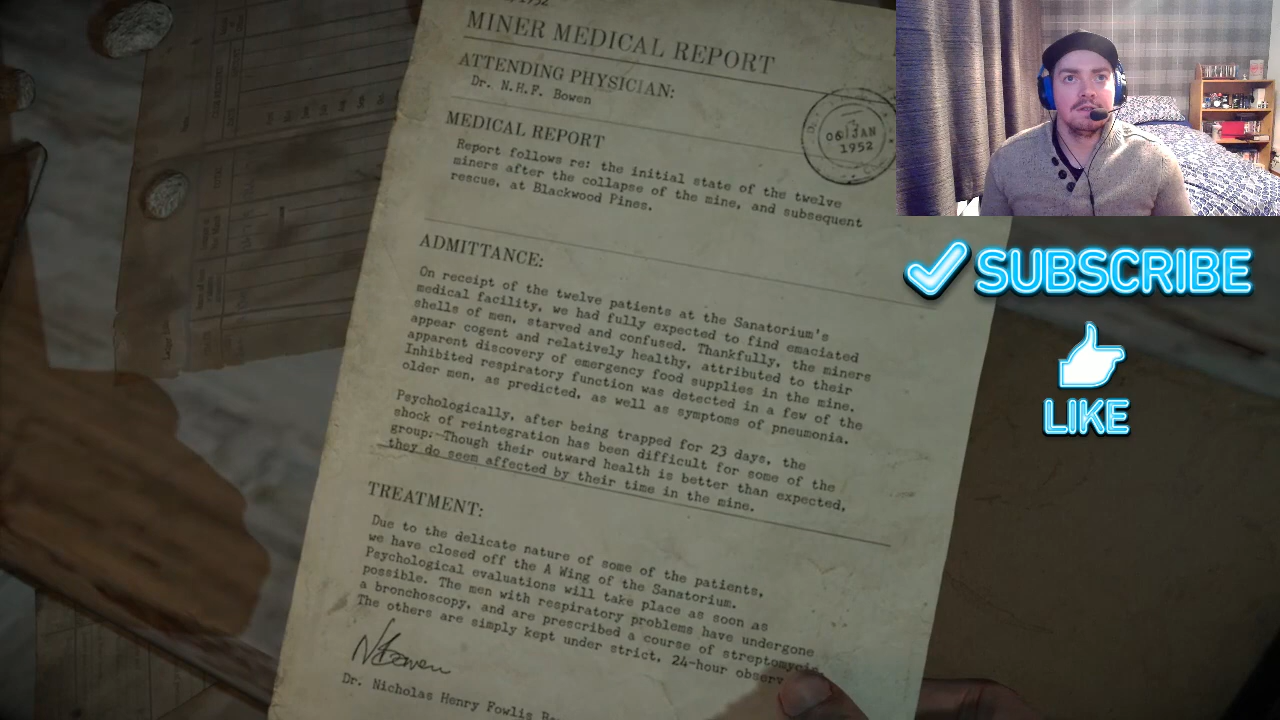 MINER MEDICAL REPORT
ATTENDING PHYSICIAN:
Dr. N.H.F. Bowen
06 JAN
1952
MEDICAL REPORT
Report follows re: the initial state of the twelve
miners after the collapse of the mine, and subsequent
rescue, at Blackwood Pines.
ADMITTANCE:
On receipt of the twelve patients at the Sanatorium's
medical facility, we had fully expected to find emaciated
shells of men, starved and confused. Thankfully, the miners
appear cogent and relatively healthy, attributed to their
apparent discovery of emergency food supplies in the mine.
Inhibited respiratory function was detected in a few of the
older men, as predicted, as well as symptoms of pneumonia.
Psychologically, after being trapped for 23 days, the
shock of reintegration has been difficult for some of the
group: Though their outward health is better than expected,
they do seem affected by their time in the mine.
TREATMENT:
Due to the delicate nature of some of the patients,
we have closed off the A Wing of the Sanatorium.
Psychological evaluations will take place as soon as
possible. The men with respiratory problems have undergone
a bronchoscopy, and are prescribed a course of
The others are simply kept under strict, 24-hour
NBowen
Dr. Nicholas Henry Fowlis
SUBSCRIBE
LIKE